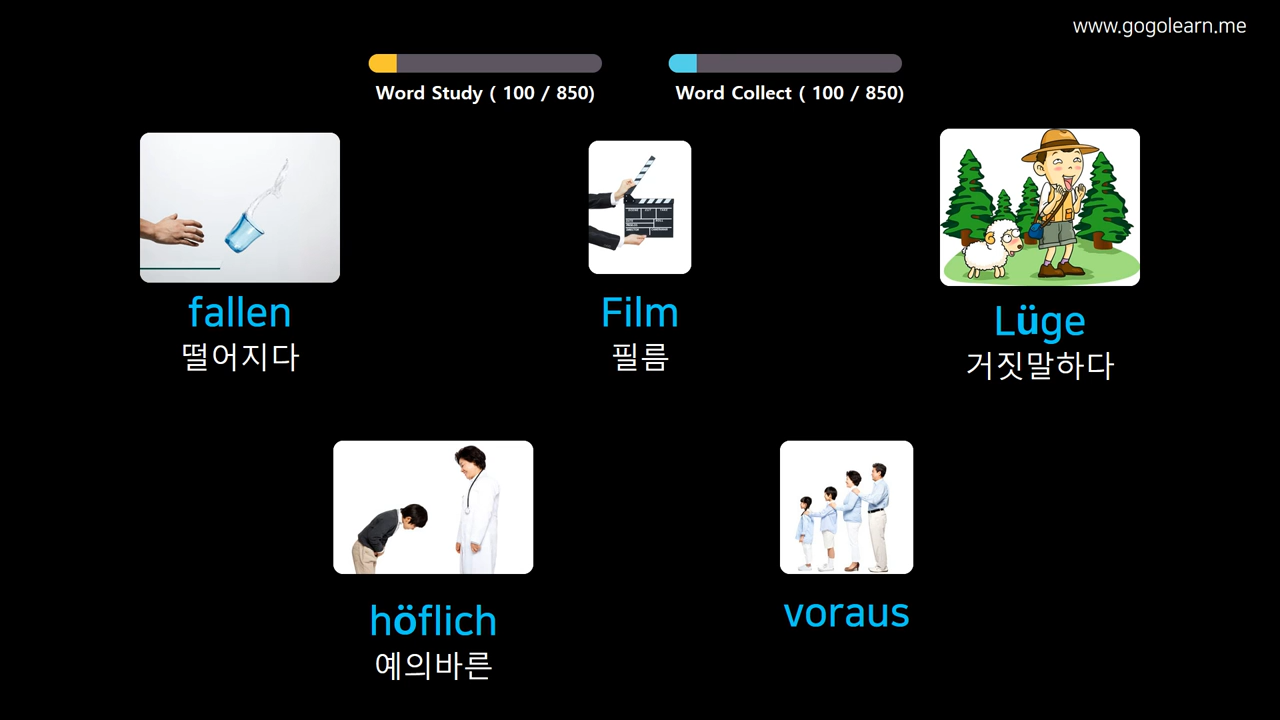 www.gogolearn.me
Word Study ( 100 / 850)
Word Collect ( 100 / 850)
fallen
떨어지다
Film
필름
Lüge
거짓말하다
höflich
예의바른
voraus